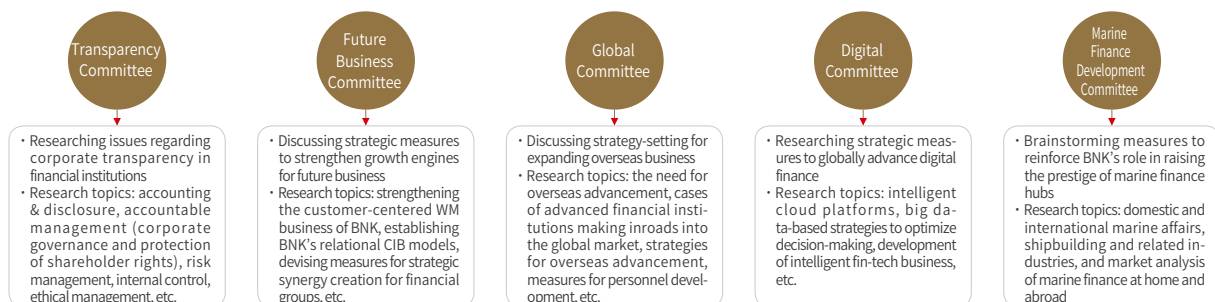 Transparency
Committee
· Researching issues regarding
corporate transparency in
financial institutions
· Research topics: accounting
& disclosure, accountable
management (corporate
governance and protection
of shareholder rights), risk
management, internal control,
ethical management, etc.
Future
Business
Committee
· Discussing strategic measures
to strengthen growth engines
for future business
· Research topics: strengthening
the customer-centered WM
business of BNK, establishing
BNK's relational CIB models,
devising measures for strategic
synergy creation for financial
groups, etc.
Global
Committee
· Discussing strategy-setting for
expanding overseas business
· Research topics: the need for
overseas advancement, cases
of advanced financial insti-
tutions making inroads into
the global market, strategies
for overseas advancement,
measures for personnel devel-
opment, etc.
Digital
Committee
· Researching strategic meas-
ures to globally advance digital
finance
· Research topics: intelligent
cloud platforms, big da-
ta-based strategies to optimize
decision-making, development
of intelligent fin-tech business,
etc.
Marine
Finance
Development
Committee
· Brainstorming measures to
reinforce BNK's role in raising
the prestige of marine finance
hubs
· Research topics: domestic and
international marine affairs,
shipbuilding and related in-
dustries, and market analysis
of marine finance at home and
abroad